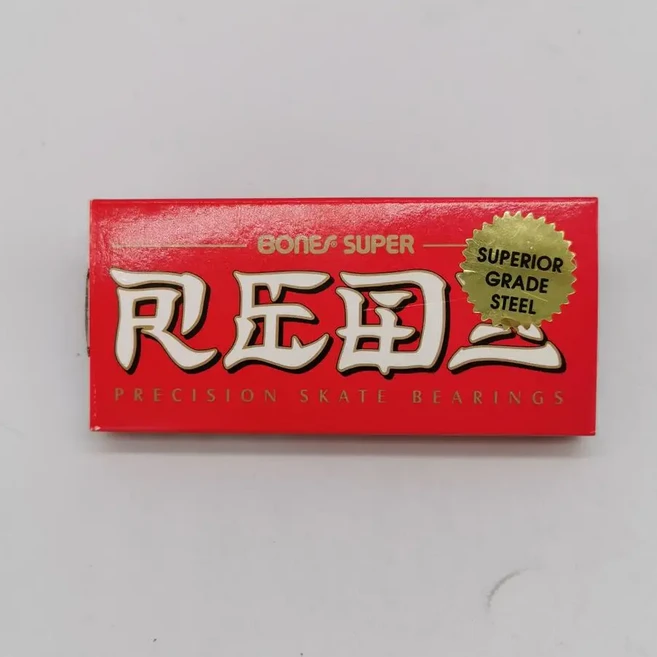 BONES SUPER
REDS
SUPERIOR
GRADE
STEEL
PRECISION SKATE BEARINGS